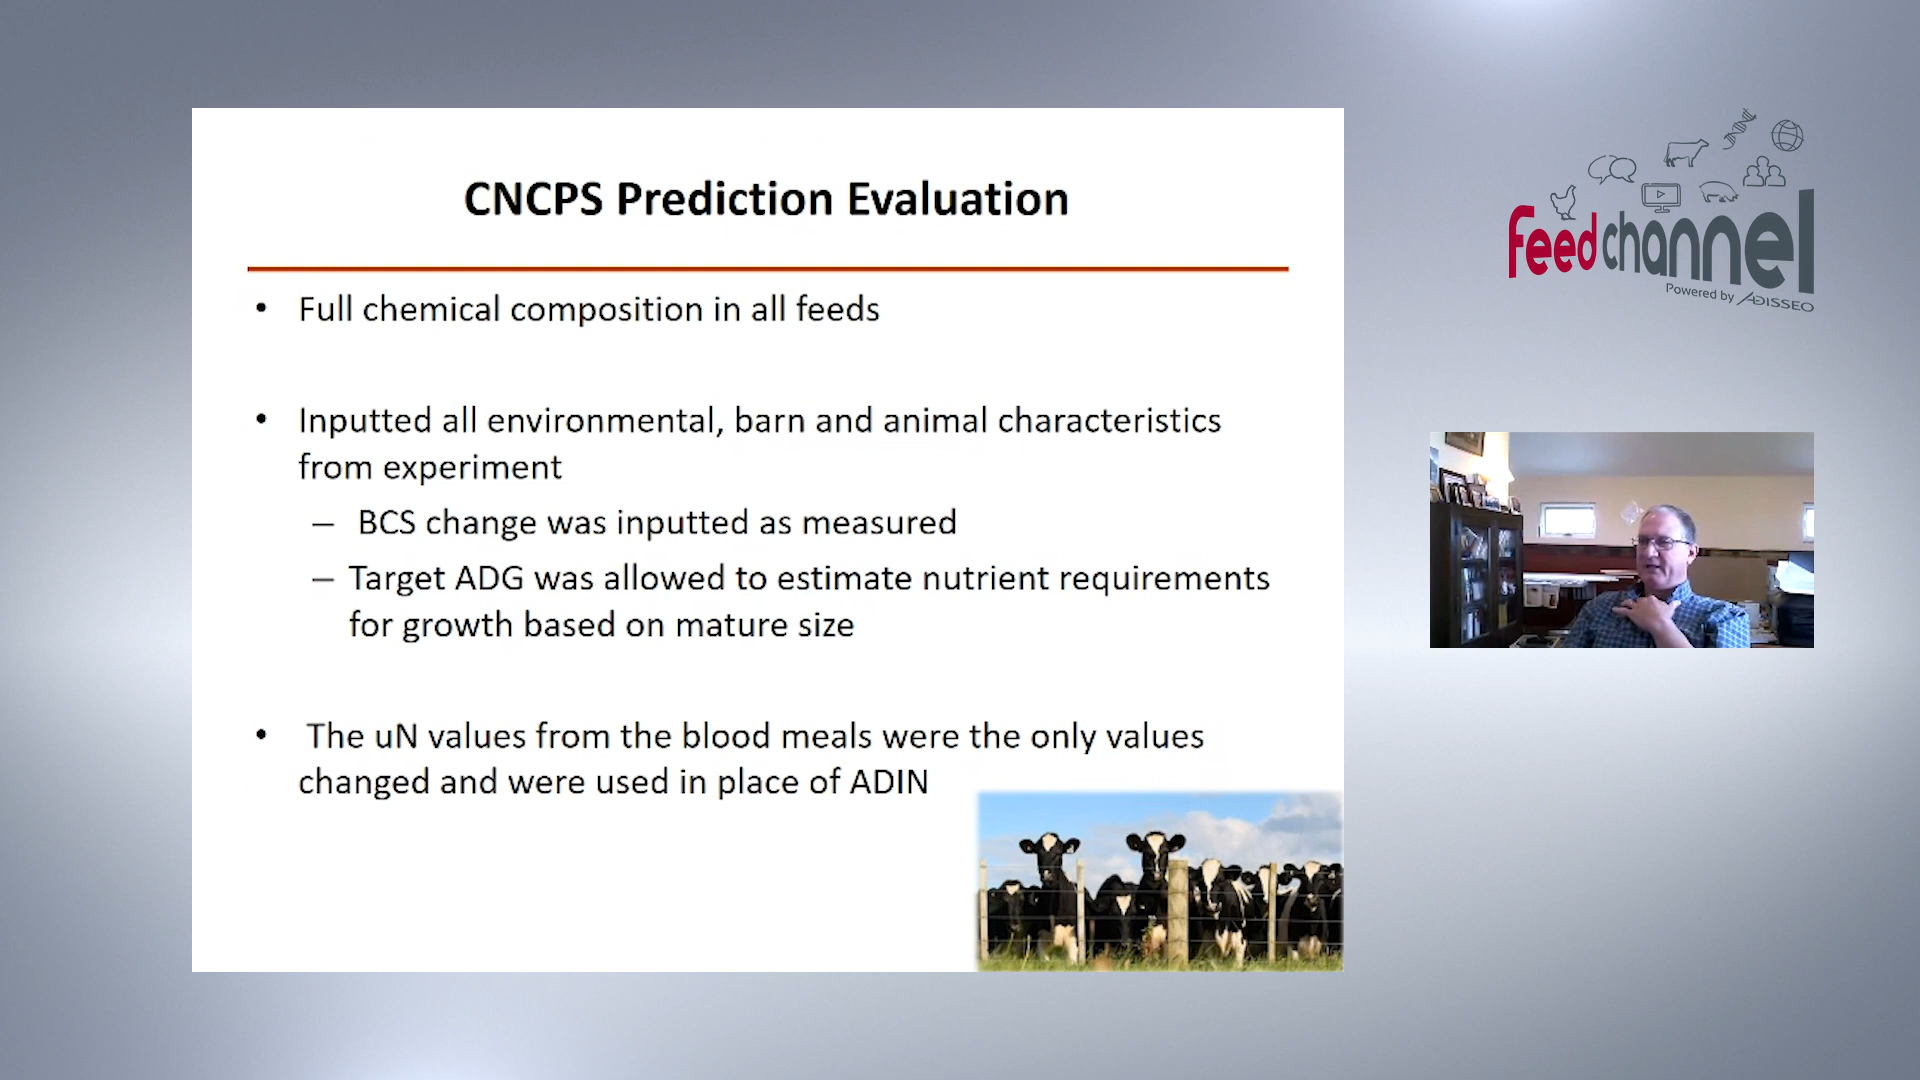 CNCPS Prediction Evaluation
• Full chemical composition in all feeds
• Inputted all environmental, barn and animal characteristics
from experiment
– BCS change was inputted as measured
– Target ADG was allowed to estimate nutrient requirements
for growth based on mature size
• The uN values from the blood meals were the only values
changed and were used in place of ADIN
feedchannel
Powered by ADISSEO